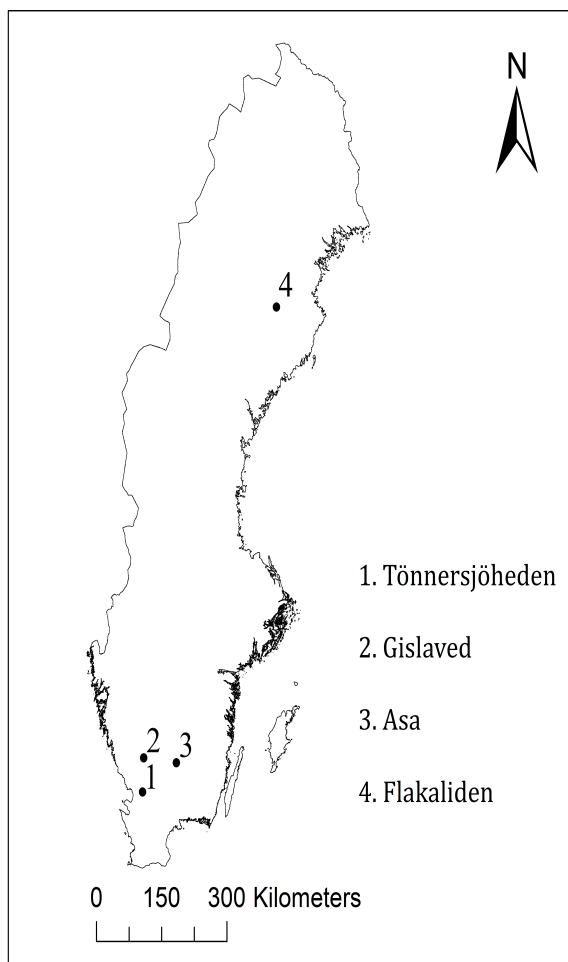 N
4
1. Tönnersjöheden
2. Gislaved
3. Asa
4. Flakaliden
2
3
1
0 150 300 Kilometers